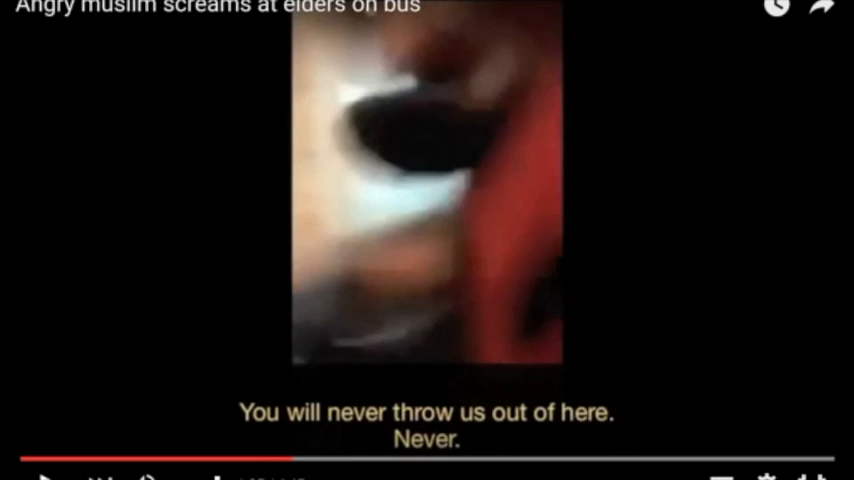 Angry muslim screams at elders on bus
You will never throw us out of here.
Never.